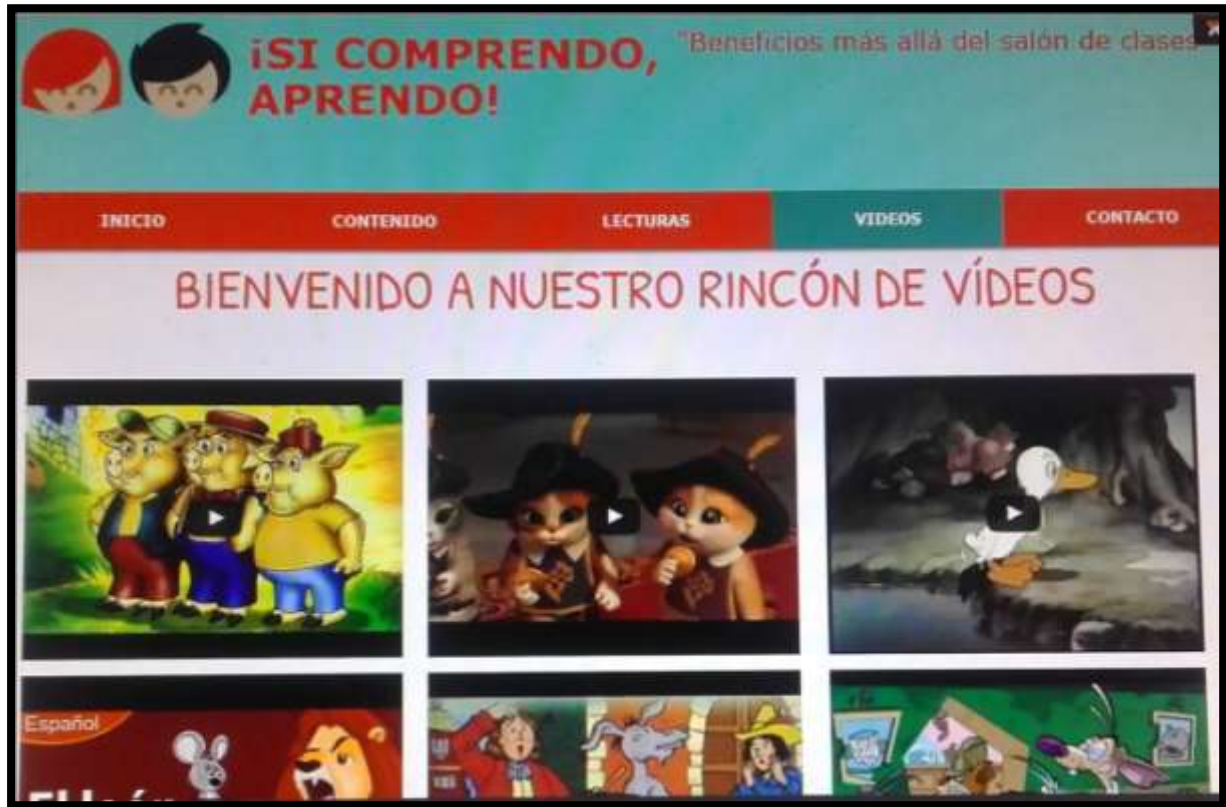 ¡SI COMPRENDO,
APRENDO!
"Beneficios más allá del salón de clases
INICIO
CONTENIDO
LECTURAS
VIDEOS
CONTACTO
BIENVENIDO A NUESTRO RINCÓN DE VÍDEOS
Español